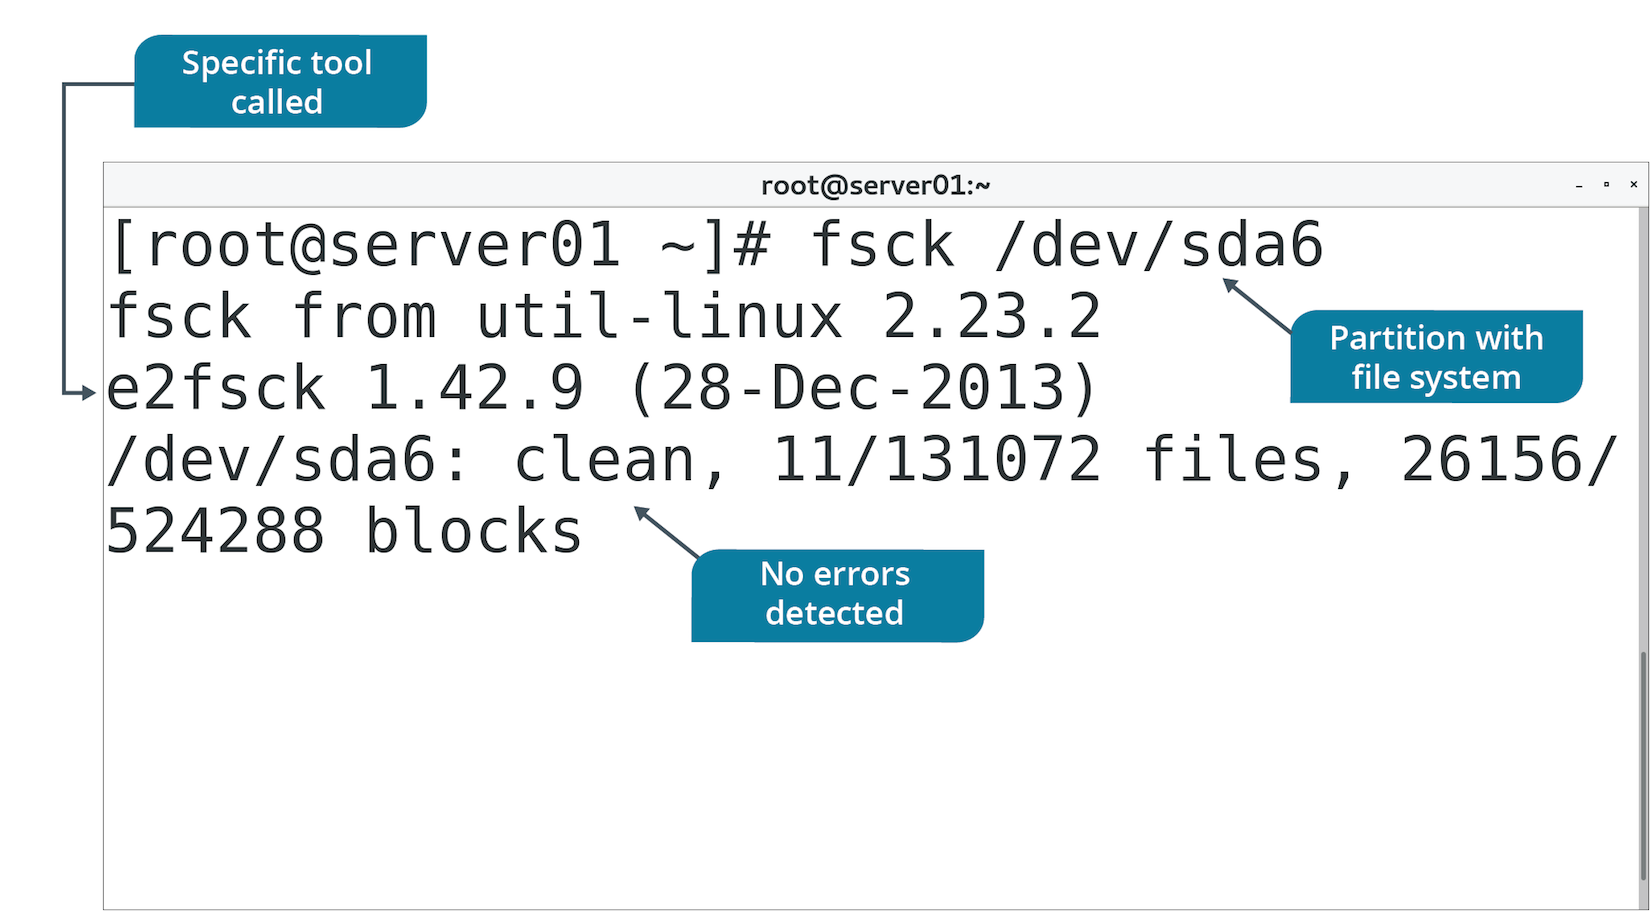 Specific tool
called
root@server01:~
[root@server01 ~]# fsck /dev/sda6
fsck from util-linux 2.23.2
Partition with
file system
e2fsck 1.42.9 (28-Dec-2013)
/dev/sda6: clean, 11/131072 files, 26156/
524288 blocks
No errors
detected